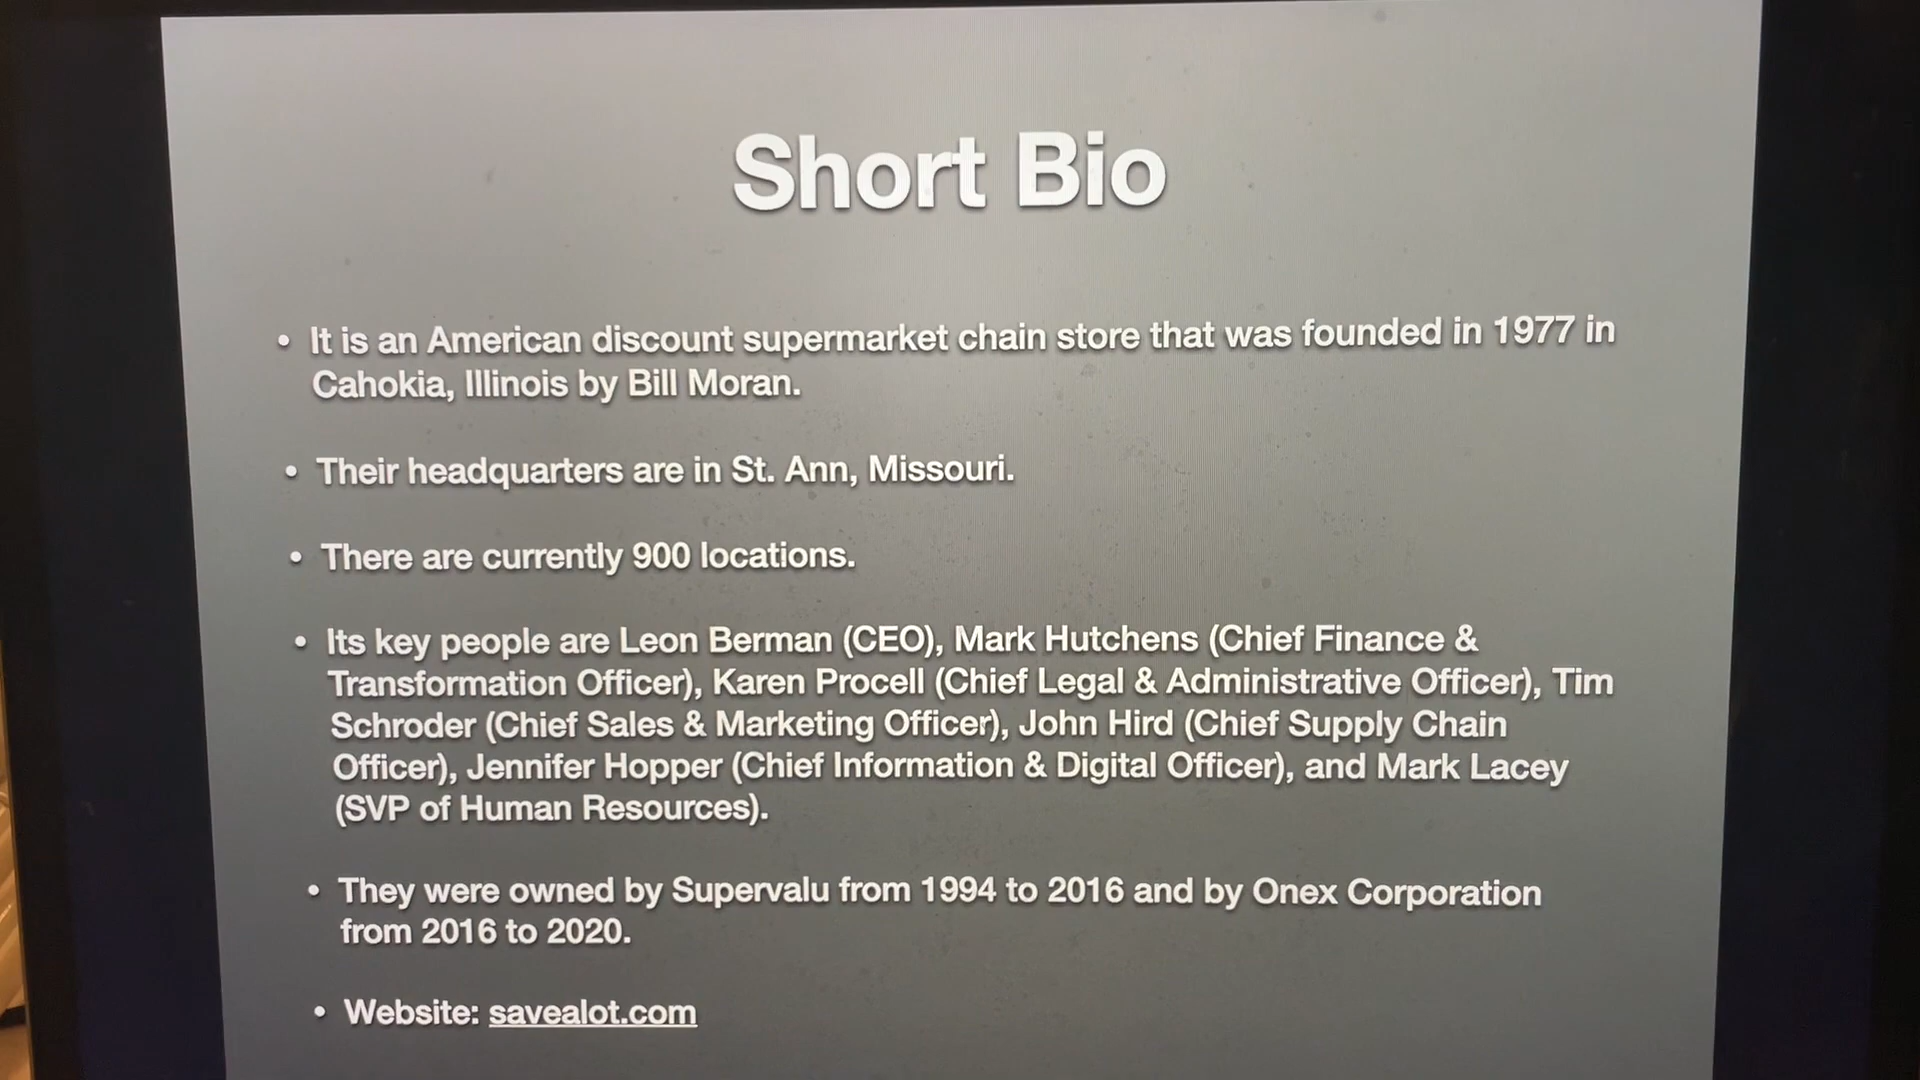 Short Bio
• It is an American discount supermarket chain store that was founded in 1977 in
Cahokia, Illinois by Bill Moran.
• Their headquarters are in St. Ann, Missouri.
• There are currently 900 locations.
• Its key people are Leon Berman (CEO), Mark Hutchens (Chief Finance &
Transformation Officer), Karen Procell (Chief Legal & Administrative Officer), Tim
Schroder (Chief Sales & Marketing Officer), John Hird (Chief Supply Chain
Officer), Jennifer Hopper (Chief Information & Digital Officer), and Mark Lacey
(SVP of Human Resources).
• They were owned by Supervalu from 1994 to 2016 and by Onex Corporation
from 2016 to 2020.
• Website: savealot.com